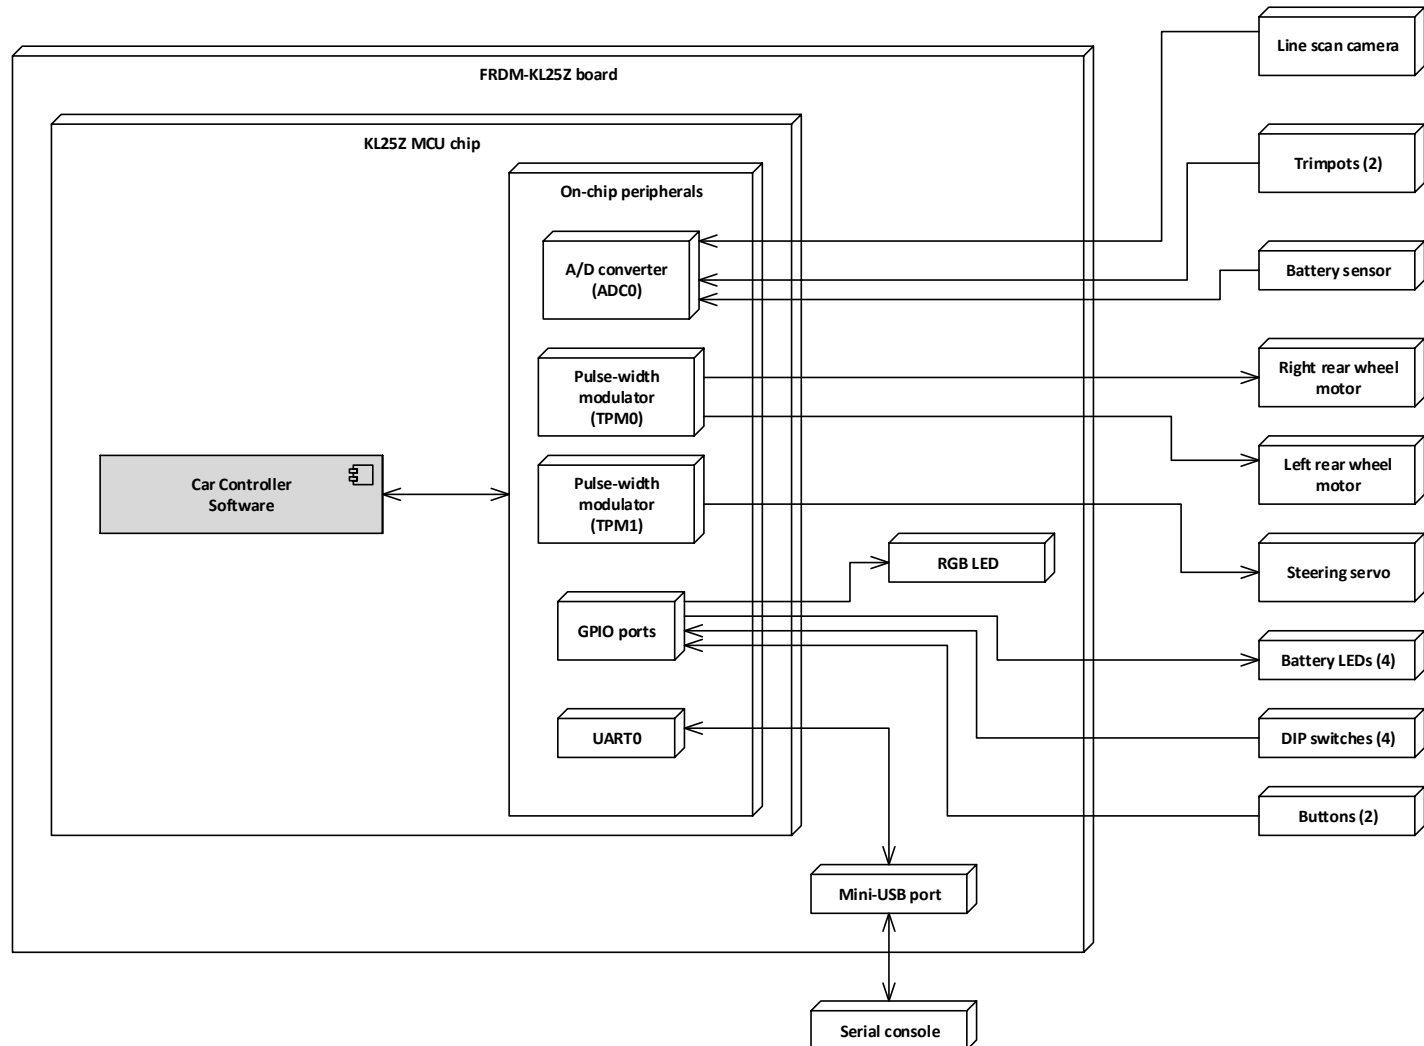 Line scan camera
FRDM-KL25Z board
KL25Z MCU chip
Trimpots (2)
On-chip peripherals
A/D converter
(ADC0)
Battery sensor
Pulse-width
modulator
(TPM0)
Right rear wheel
motor
Left rear wheel
motor
Car Controller
Software
Pulse-width
modulator
(TPM1)
RGB LED
Steering servo
GPIO ports
Battery LEDs (4)
UART0
DIP switches (4)
Buttons (2)
Mini-USB port
Serial console